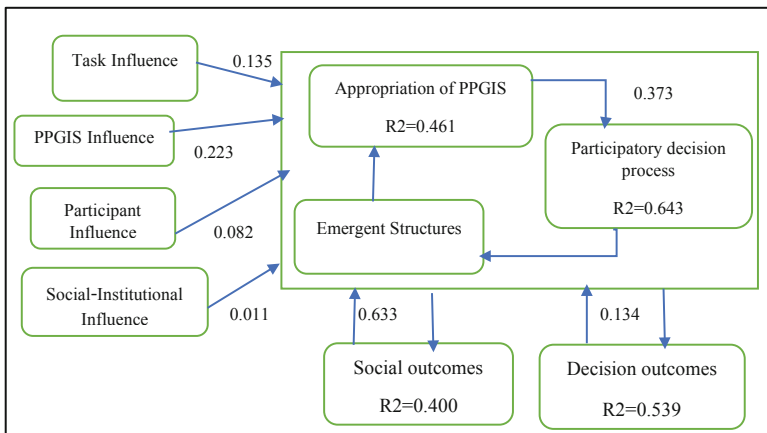 Task Influence
0.135
PPGIS Influence
0.223
Participant
Influence
0.082
Social-Institutional
Influence
0.011
Appropriation of PPGIS
R2=0.461
0.373
Participatory decision
process
R2=0.643
Emergent Structures
0.633
0.134
Social outcomes
R2=0.400
Decision outcomes
R2=0.539